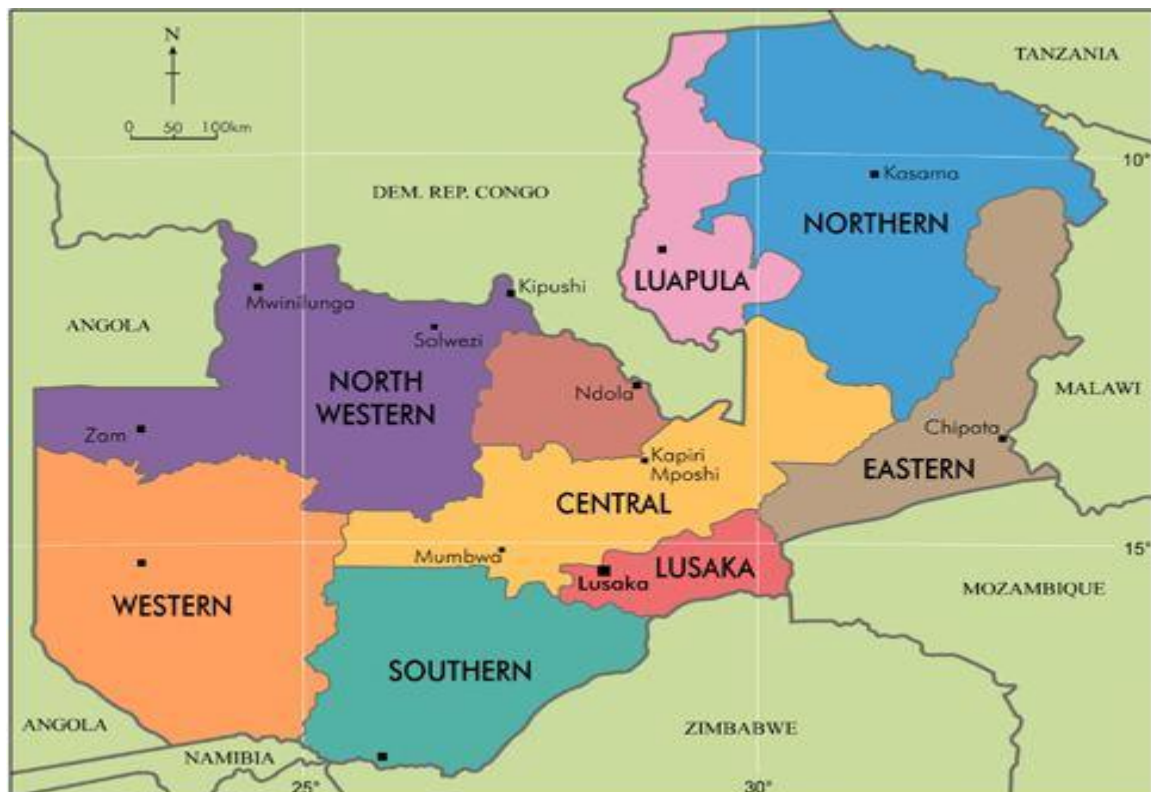 N
TANZANIA
0 50 100km
10°
Kasama
DEM. REP. CONGO
NORTHERN
LUAPULA
Kipushi
Mwinilunga
ANGOLA
Solwezi
NORTH
WESTERN
Ndola
MALAWI
Zam
Chipata
Kapiri
Mposhi
EASTERN
CENTRAL
15°
Mumbwa
LUSAKA
Lusaka
MOZAMBIQUE
WESTERN
SOUTHERN
ANGOLA
ZIMBABWE
NAMIBIA
25°
30°